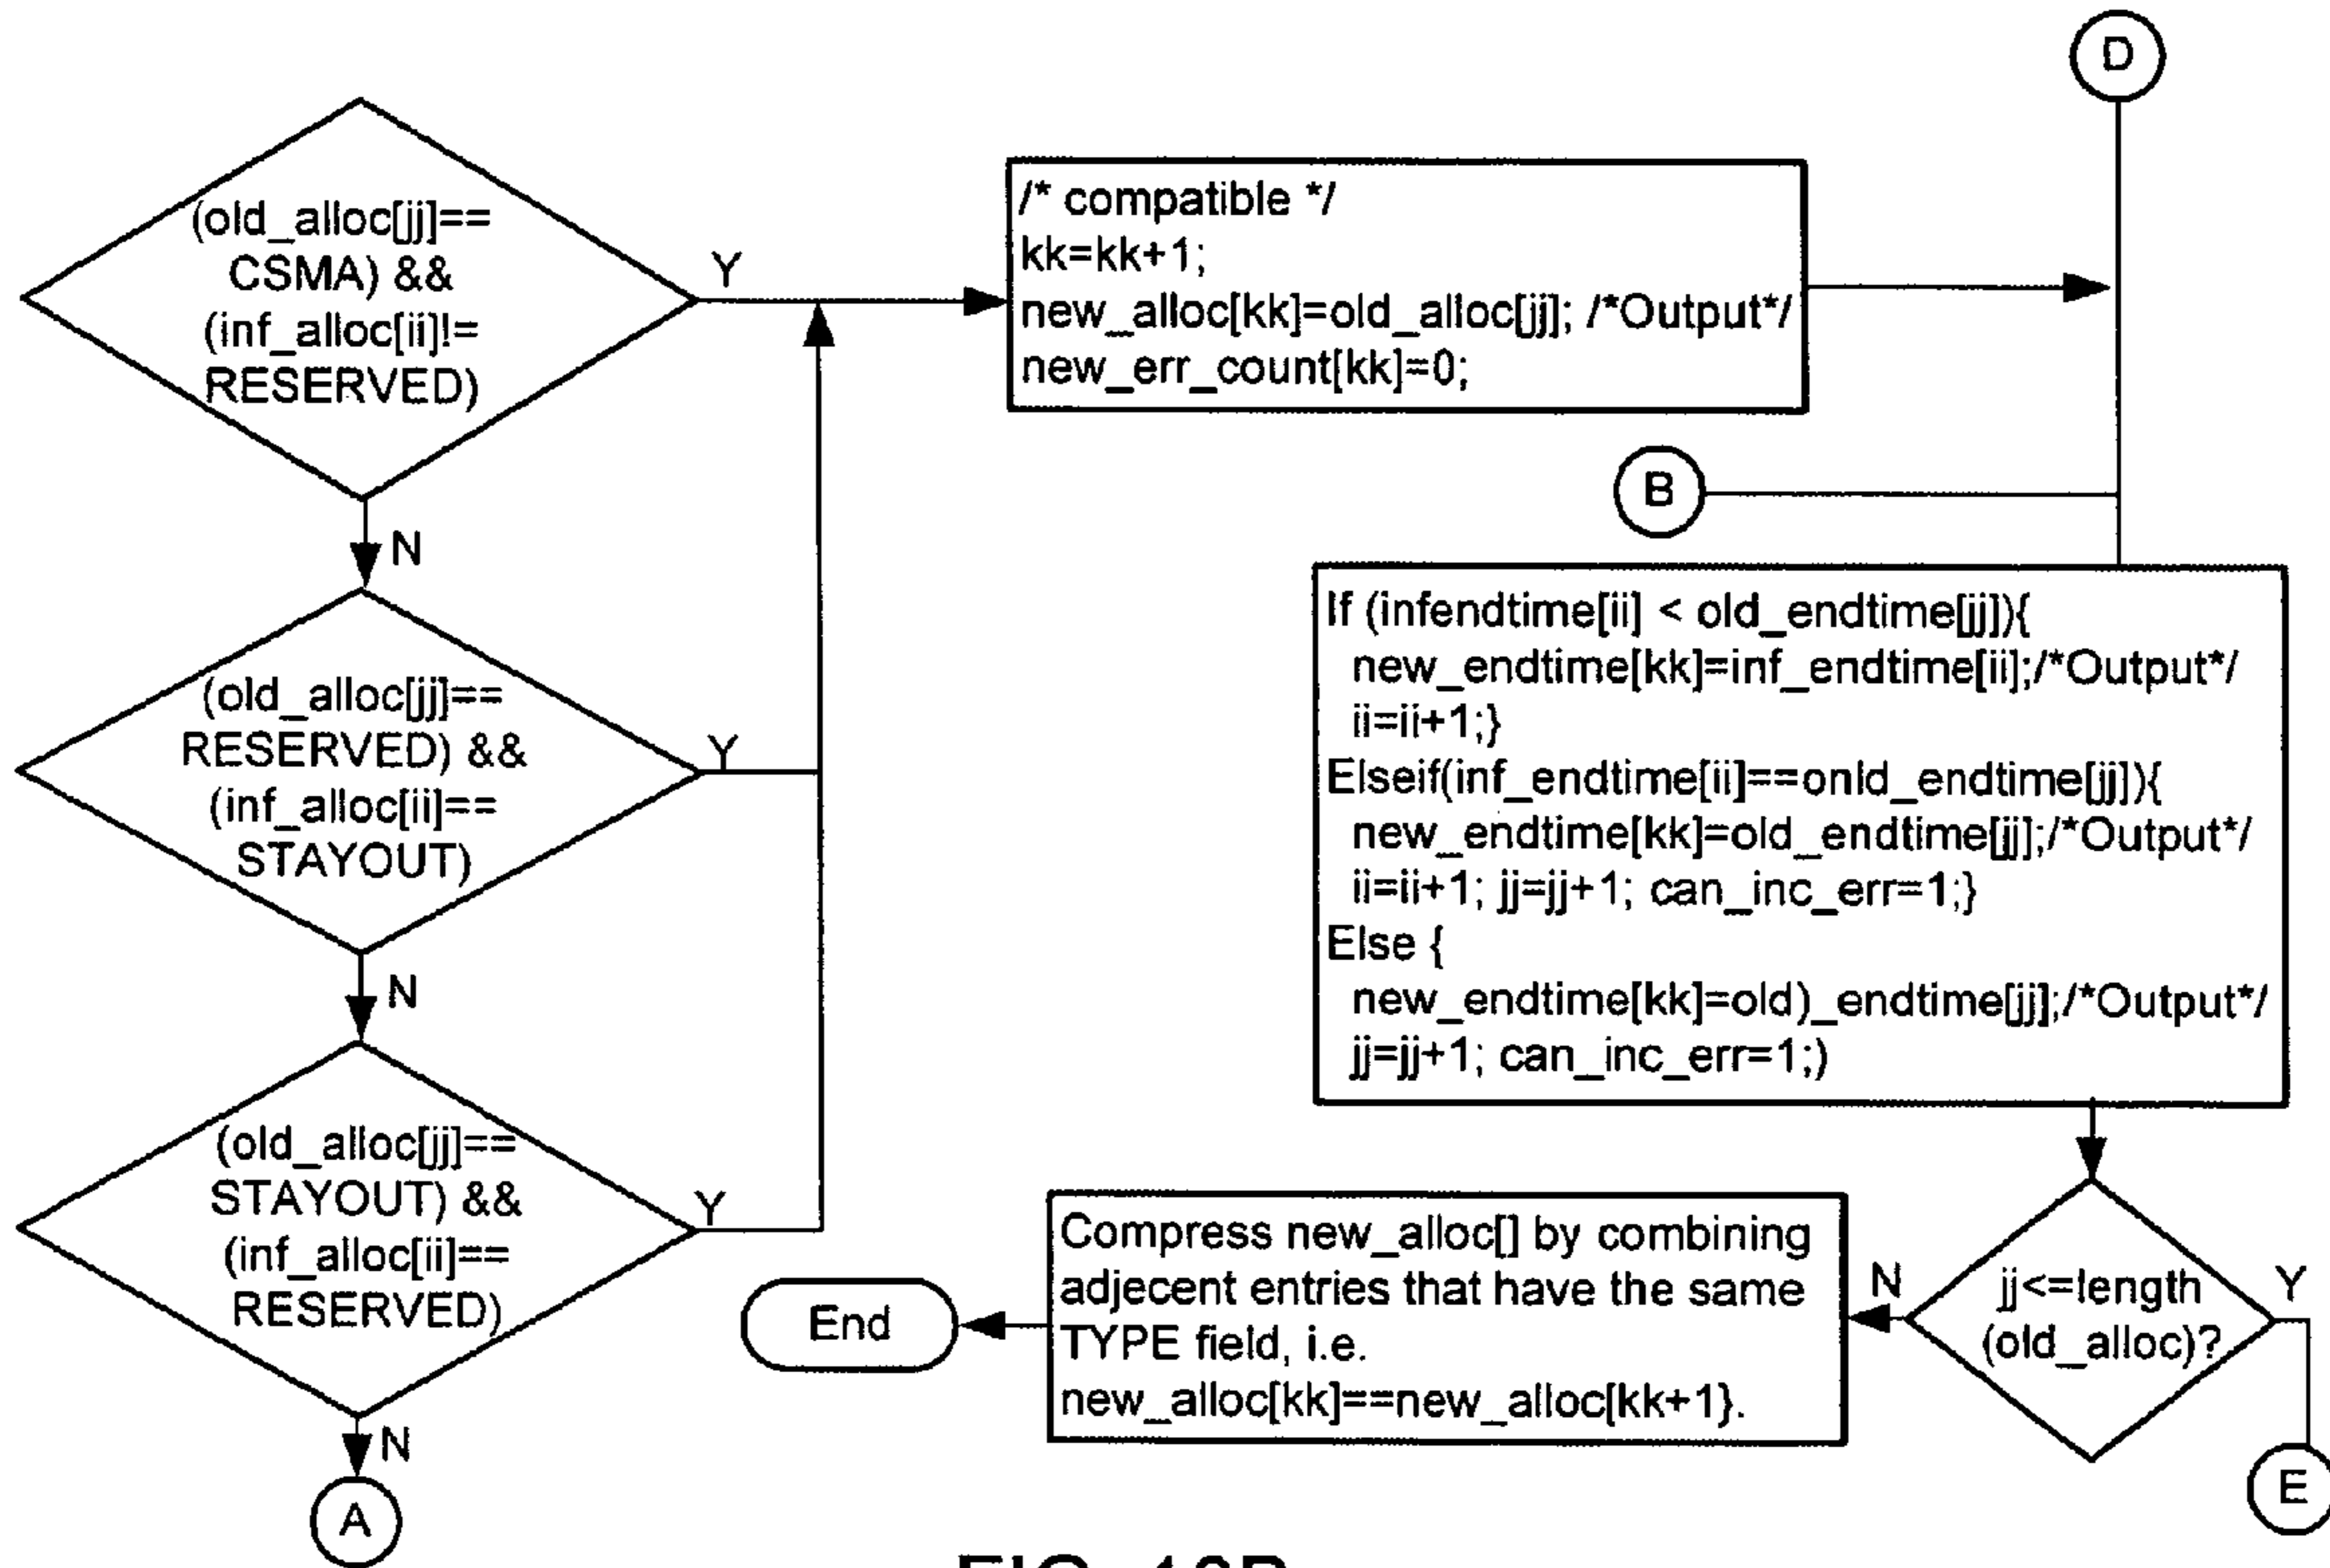 D
(old_alloc[jj]==
CSMA) &&
(inf_alloc[ii]!=
RESERVED)
Y
N
/* compatible */
kk=kk+1;
new_alloc[kk]=old_alloc[jj]; /*Output*/
new_err_count[kk]=0;
B
(old_alloc[jj]==
RESERVED) &&
(inf_alloc[ii]==
STAYOUT)
Y
N
If (infendtime[ii] < old_endtime[jj]){
new_endtime[kk]=inf_endtime[ii];/*Output*/
ii=ii+1;}
Elseif(inf_endtime[ii]==onld_endtime[jj]){
new_endtime[kk]=old_endtime[jj];/*Output*/
ii=ii+1; jj=jj+1; can_inc_err=1;}
Else {
new_endtime[kk]=old)_endtime[jj];/*Output*/
jj=jj+1; can_inc_err=1;)
(old_alloc[jj]==
STAYOUT) &&
(inf_alloc[ii]==
RESERVED)
Y
N
A
End
Compress new_alloc[] by combining
adjecent entries that have the same
TYPE field, i.e.
new_alloc[kk]==new_alloc[kk+1}.
N
jj<=length
(old_alloc)?
Y
E